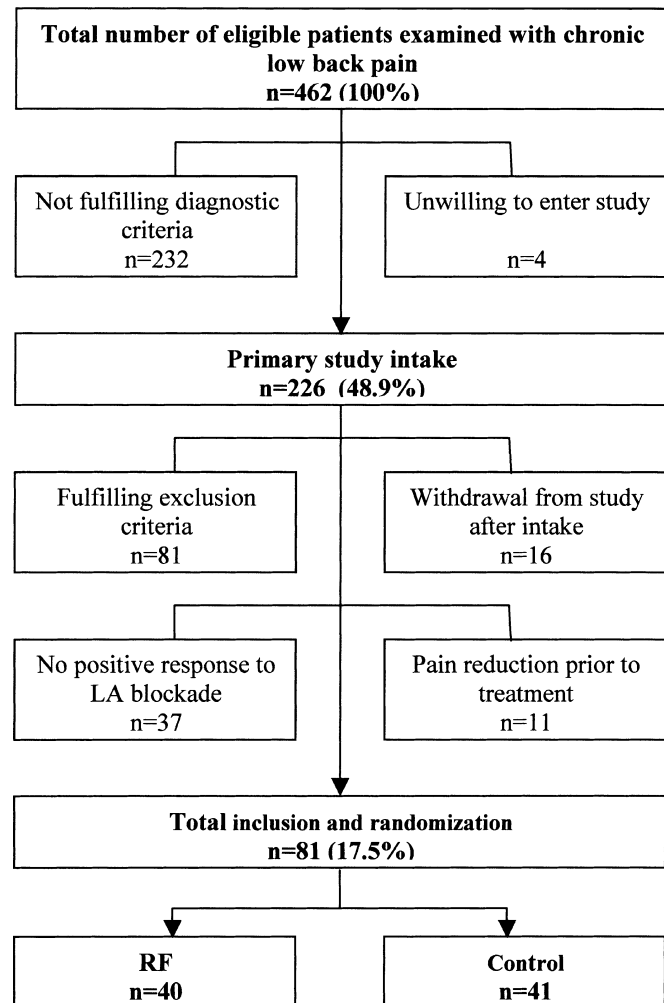 Total number of eligible patients examined with chronic
low back pain
n=462 (100%)
Not fulfilling diagnostic
criteria
n=232
Unwilling to enter study
n=4
Primary study intake
n=226 (48.9%)
Fulfilling exclusion
criteria
n=81
Withdrawal from study
after intake
n=16
No positive response to
LA blockade
n=37
Pain reduction prior to
treatment
n=11
Total inclusion and randomization
n=81 (17.5%)
RF
n=40
Control
n=41